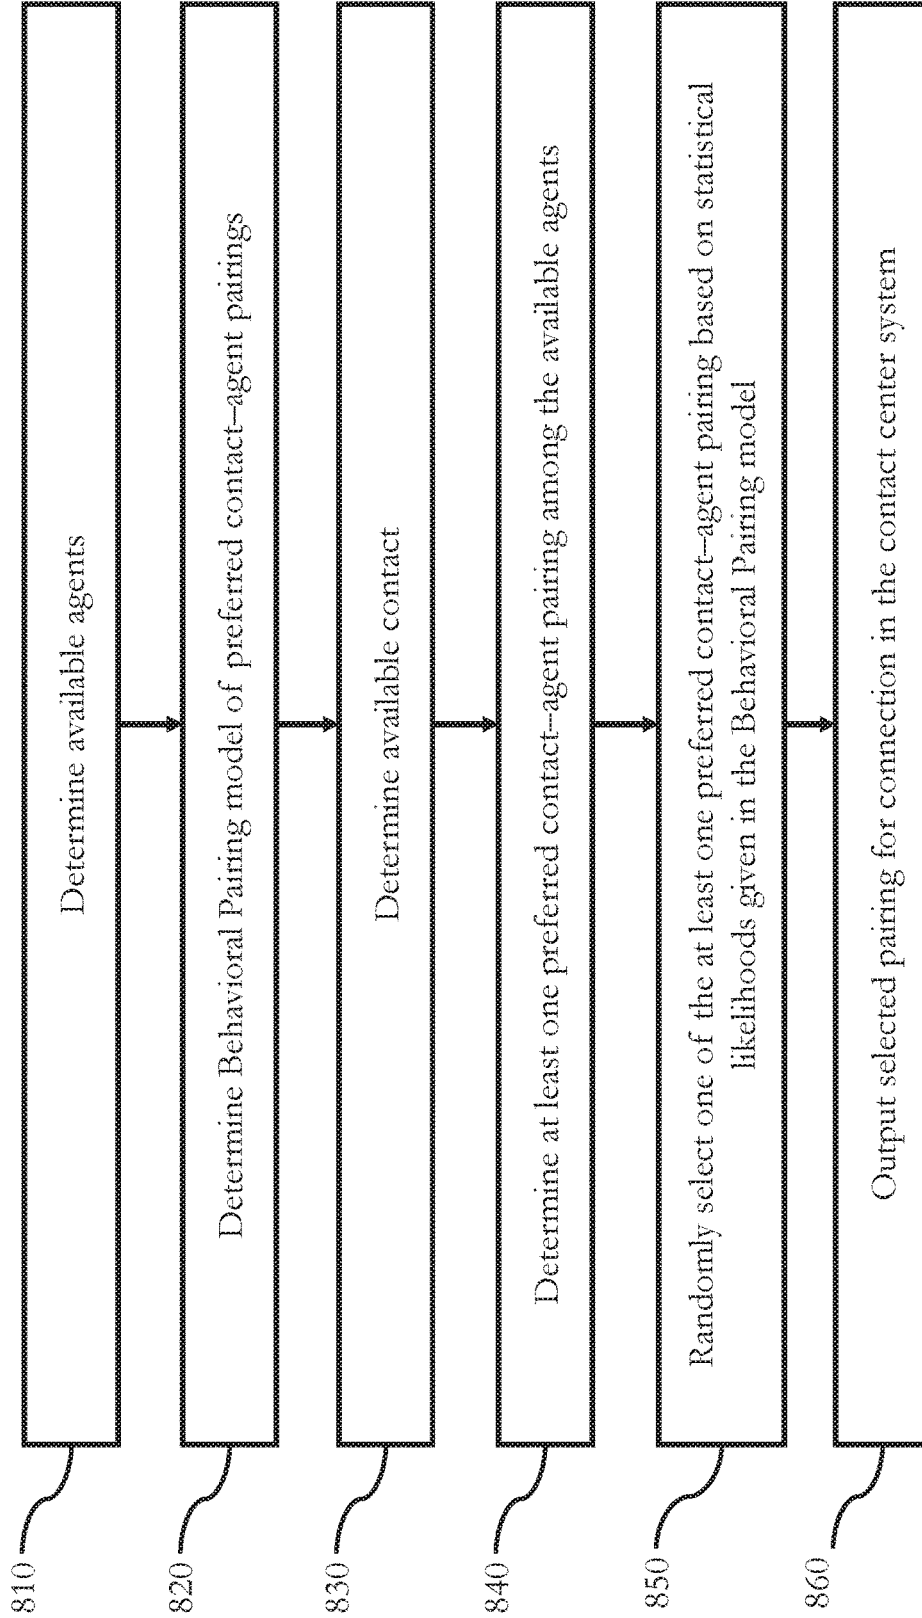 810
Determine available agents
820
Determine Behavioral Pairing model of preferred contact–agent pairings
830
Determine available contact
840
Determine at least one preferred contact–agent pairing among the available agents
850
Randomly select one of the at least one preferred contact–agent pairing based on statistical
likelihoods given in the Behavioral Pairing model
860
Output selected pairing for connection in the contact center system